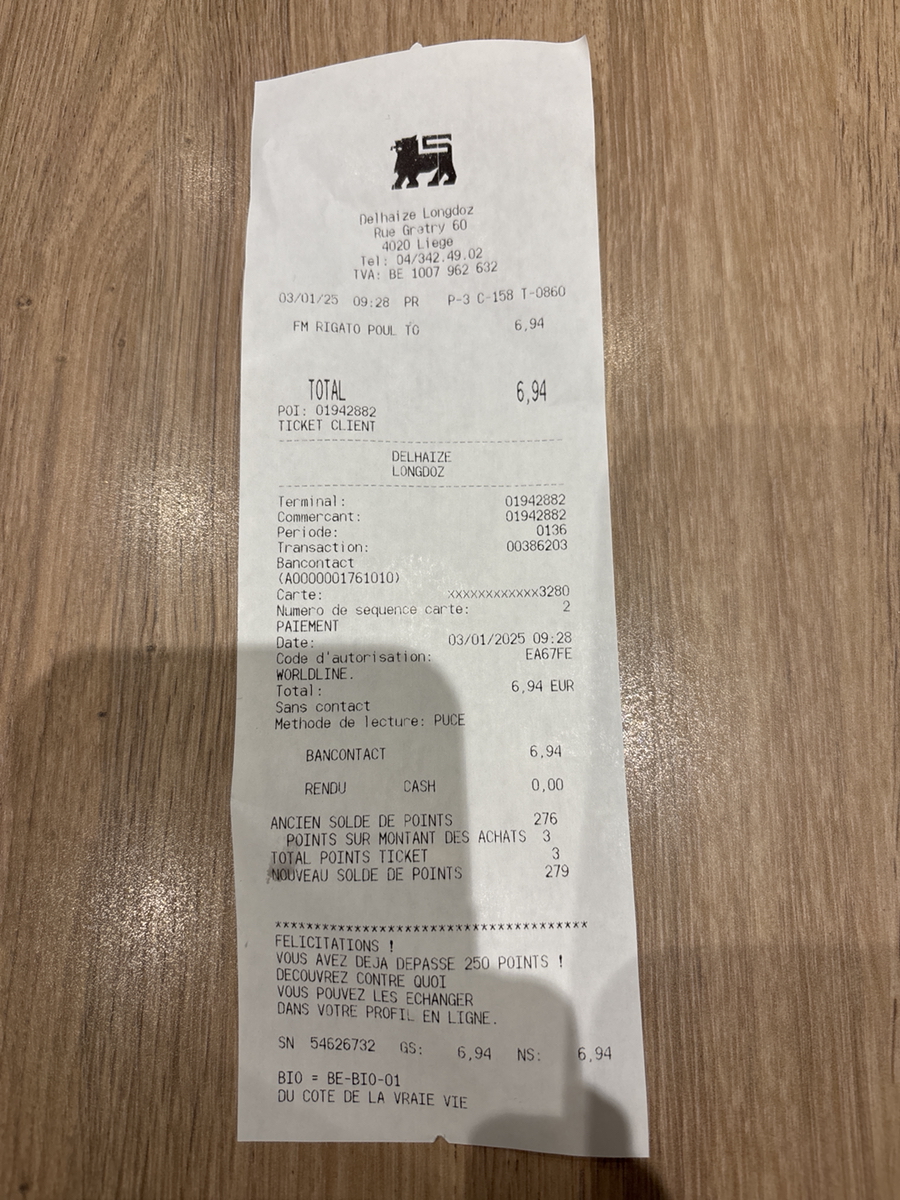 Delhaize Longdoz
Rue Gretry 60
4020 Liege
Tel: 04/342.49.02
TVA: BE 1007 962 632
03/01/25 09:28 PR P-3 C-158 T-0860
FM RIGATO POUL TO 6,94
TOTAL 6,94
POI: 01942882
TICKET CLIENT
DELHAIZE
LONGDOZ
Terminal: 01942882
Commercant: 01942882
Periode: 0136
Transaction: 00386203
Bancontact
(A0000001761010)
Carte: xxxxxxxxxxxxx3280
Numero de sequence carte: 2
PAIEMENT
Date: 03/01/2025 09:28
Code d'autorisation: EA67FE
WORLDLINE.
Total: 6,94 EUR
Sans contact
Methode de lecture: PUCE
BANCONTACT 6,94
RENDU CASH 0,00
ANCIEN SOLDE DE POINTS 276
POINTS SUR MONTANT DES ACHATS 3
TOTAL POINTS TICKET 3
NOUVEAU SOLDE DE POINTS 279
****************************************
FELICITATIONS !
VOUS AVEZ DEJA DEPASSE 250 POINTS !
DECOUVREZ CONTRE QUOI
VOUS POUVEZ LES ECHANGER
DANS VOTRE PROFIL EN LIGNE.
SN 54626732 GS: 6,94 NS: 6,94
BIO = BE-BIO-01
DU COTE DE LA VRAIE VIE